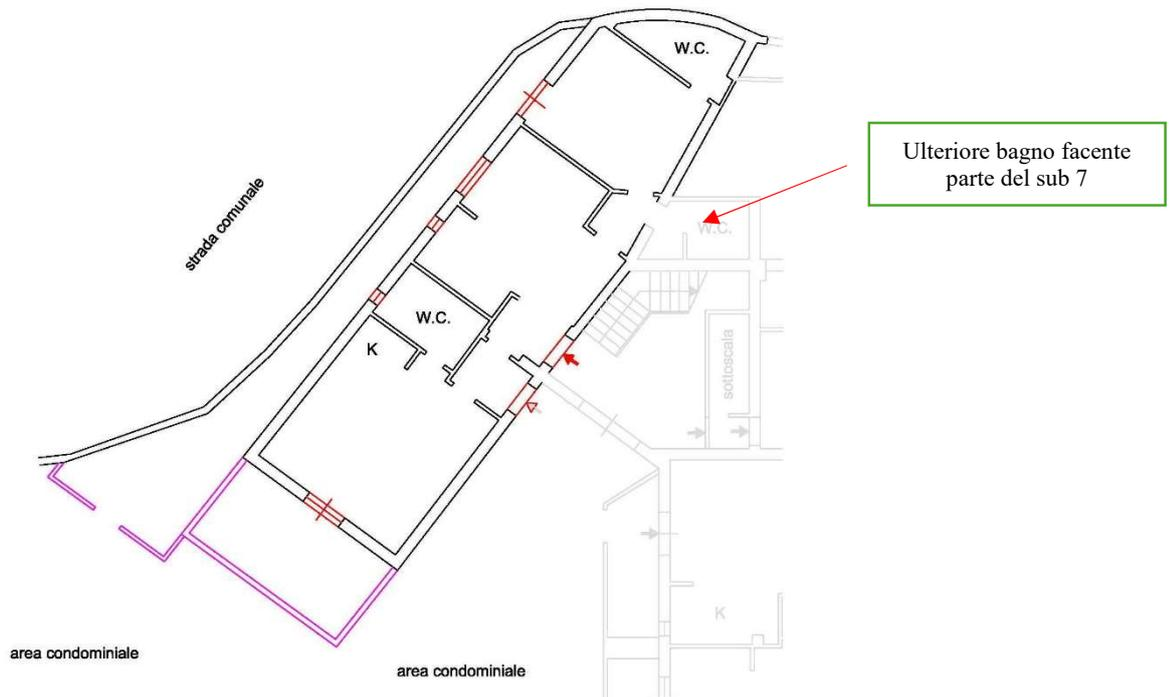 W.C.
Ulteriore bagno facente
parte del sub 7
strada comunale
W.C.
W.C.
K
sottoscala
K
area condominiale
area condominiale